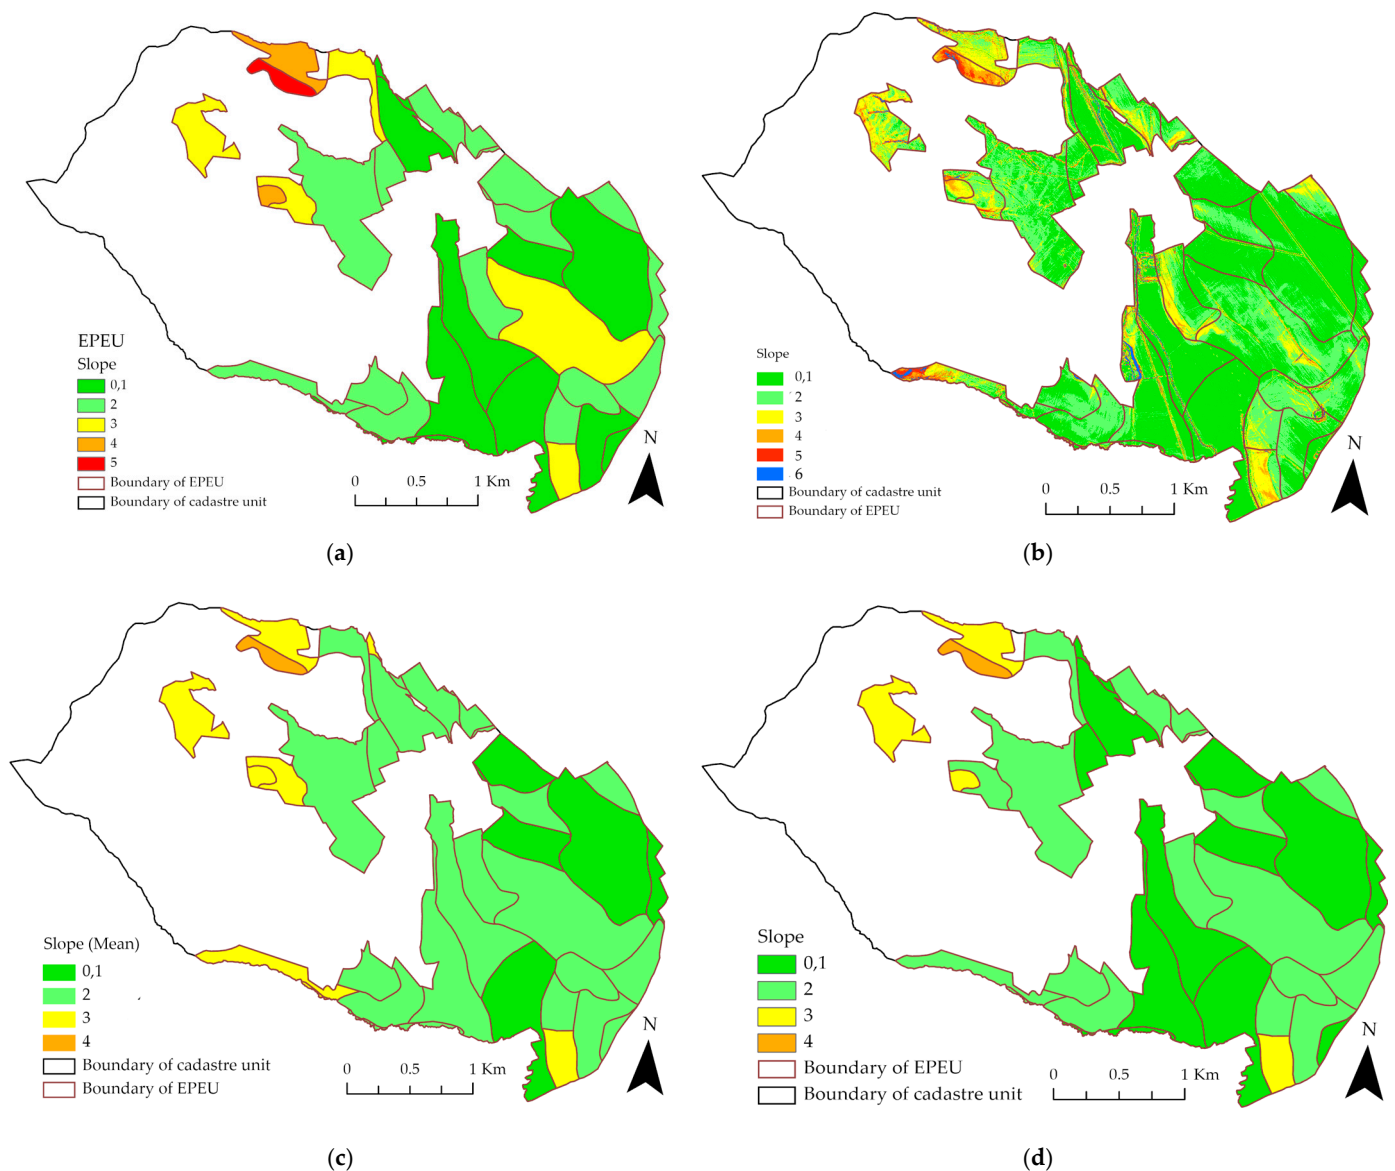 EPEU
Slope
0,1
2
3
4
5
Boundary of EPEU
Boundary of cadastre unit
0 0.5 1 Km
N
(a)
Slope
0,1
2
3
4
5
6
Boundary of cadastre unit
Boundary of EPEU
0 0.5 1 Km
N
(b)
Slope (Mean)
0,1
2
3
4
Boundary of cadastre unit
Boundary of EPEU
0 0.5 1 Km
N
(c)
Slope
0,1
2
3
4
Boundary of EPEU
Boundary of cadastre unit
0 0.5 1 Km
N
(d)